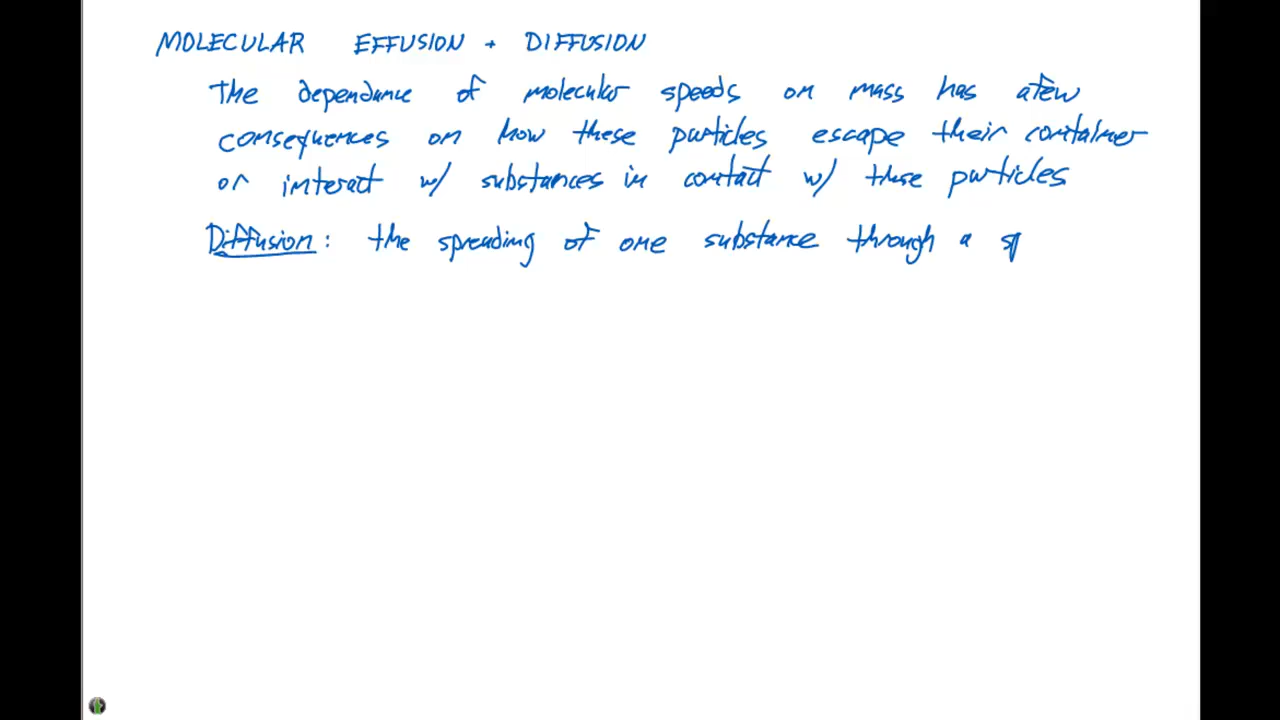 MOLECULAR EFFUSION + DIFFUSION
The dependance of molecular speeds on mass has a few
consequences on how these particles escape their container
or interact w/ substances in contact w/ these particles
Diffusion: the spreading of one substance through a sp